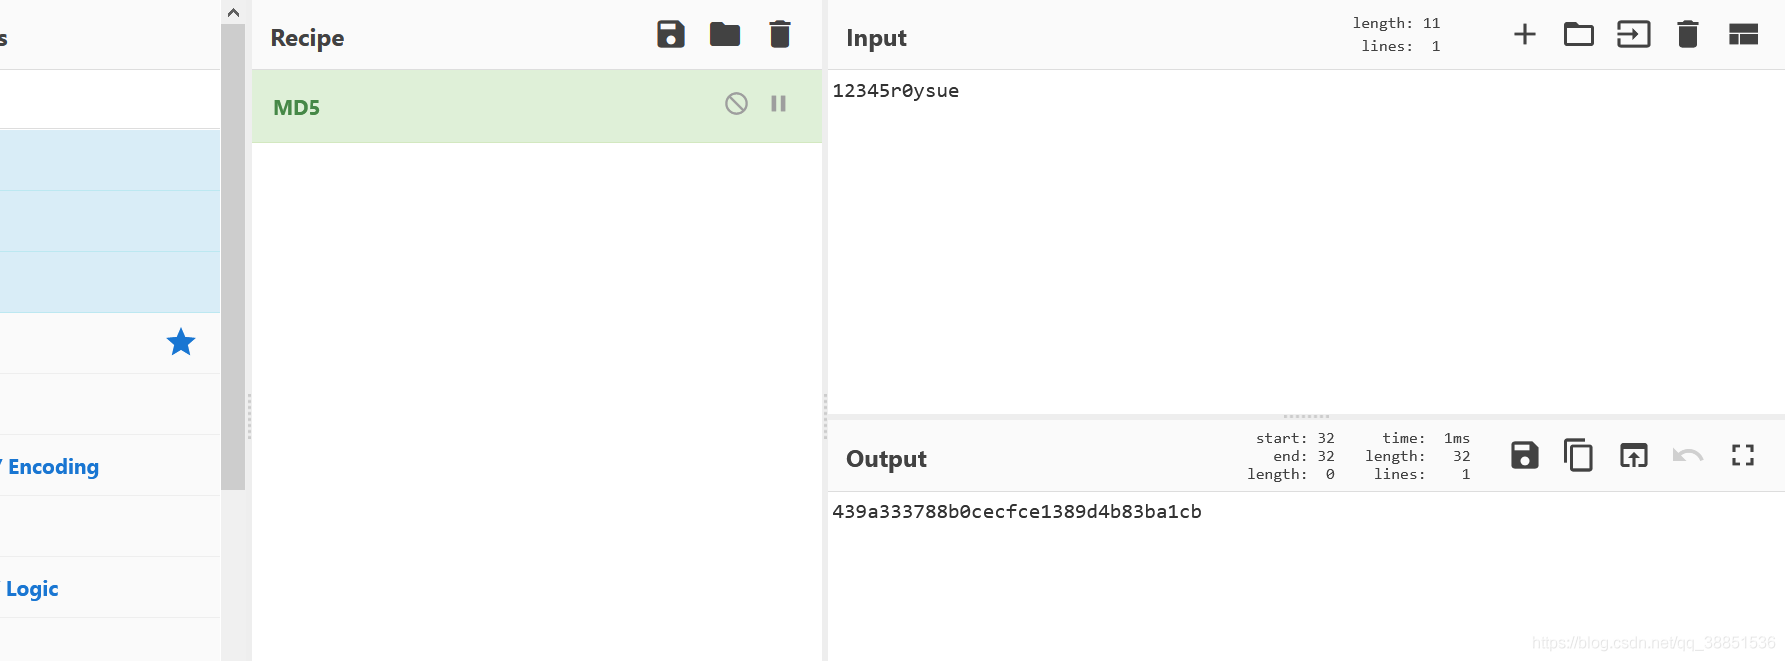 s
Encoding
Logic
Recipe
MD5
Input
length: 11
lines: 1
12345r0ysue
Output
start: 32 time: 1ms
end: 32 length: 32
length: 0 lines: 1
439a333788b0cecfce1389d4b83ba1cb
https://blog.csdn.net/qq_38851536